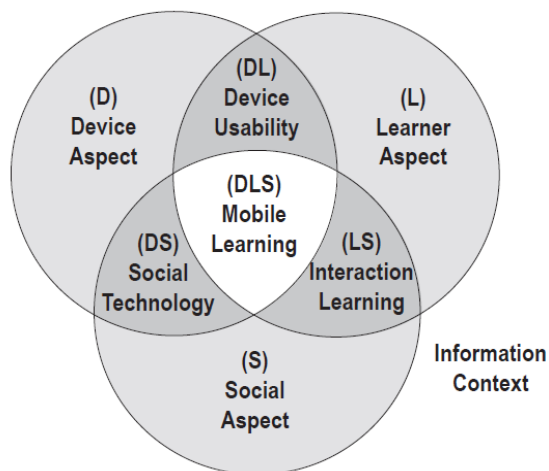 (D)
Device
Aspect
(DL)
Device
Usability
(L)
Learner
Aspect
(DLS)
Mobile
Learning
(DS)
Social
Technology
(LS)
Interaction
Learning
(S)
Social
Aspect
Information
Context